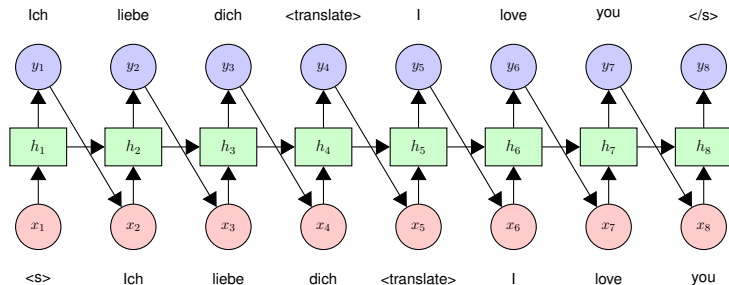 Ich liebe dich <translate> I love you </s>
y₁ y₂ y₃ y₄ y₅ y₆ y₇ y₈
h₁ h₂ h₃ h₄ h₅ h₆ h₇ h₈
x₁ x₂ x₃ x₄ x₅ x₆ x₇ x₈
<s> Ich liebe dich <translate> I love you